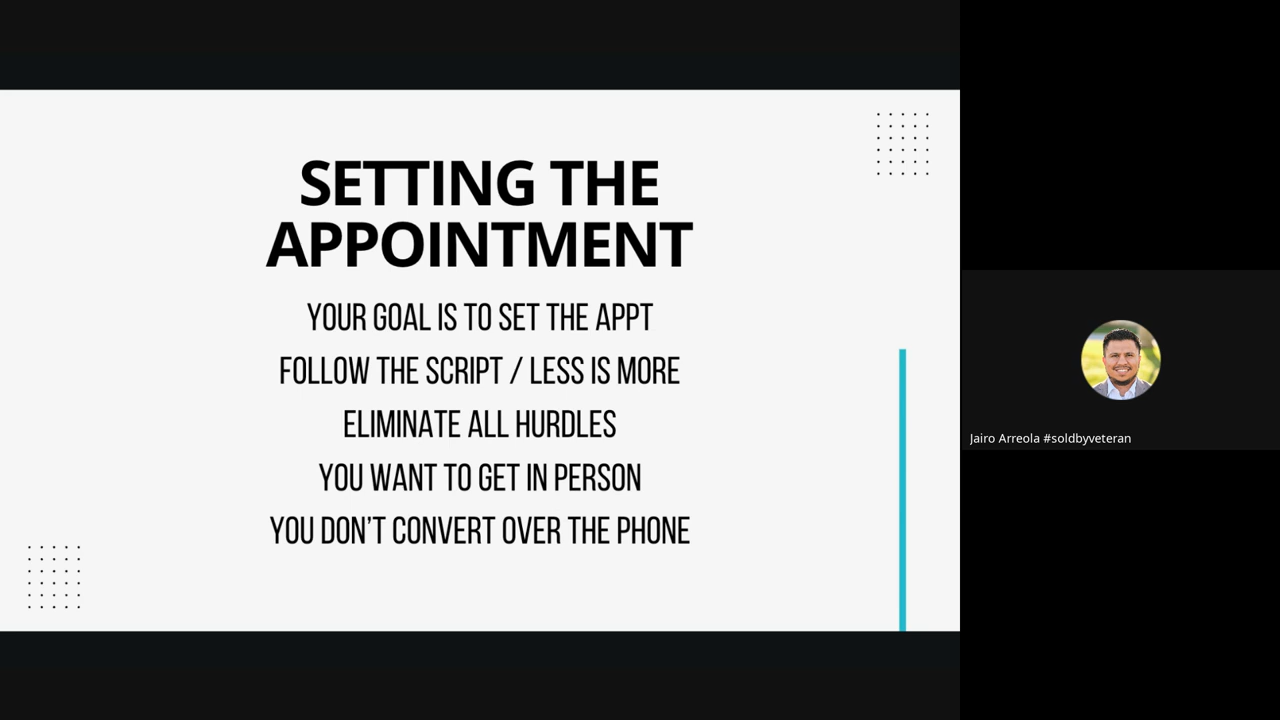 SETTING THE
APPOINTMENT
YOUR GOAL IS TO SET THE APPT
FOLLOW THE SCRIPT / LESS IS MORE
ELIMINATE ALL HURDLES
YOU WANT TO GET IN PERSON
YOU DON'T CONVERT OVER THE PHONE
Jairo Arreola #soldbyveteran